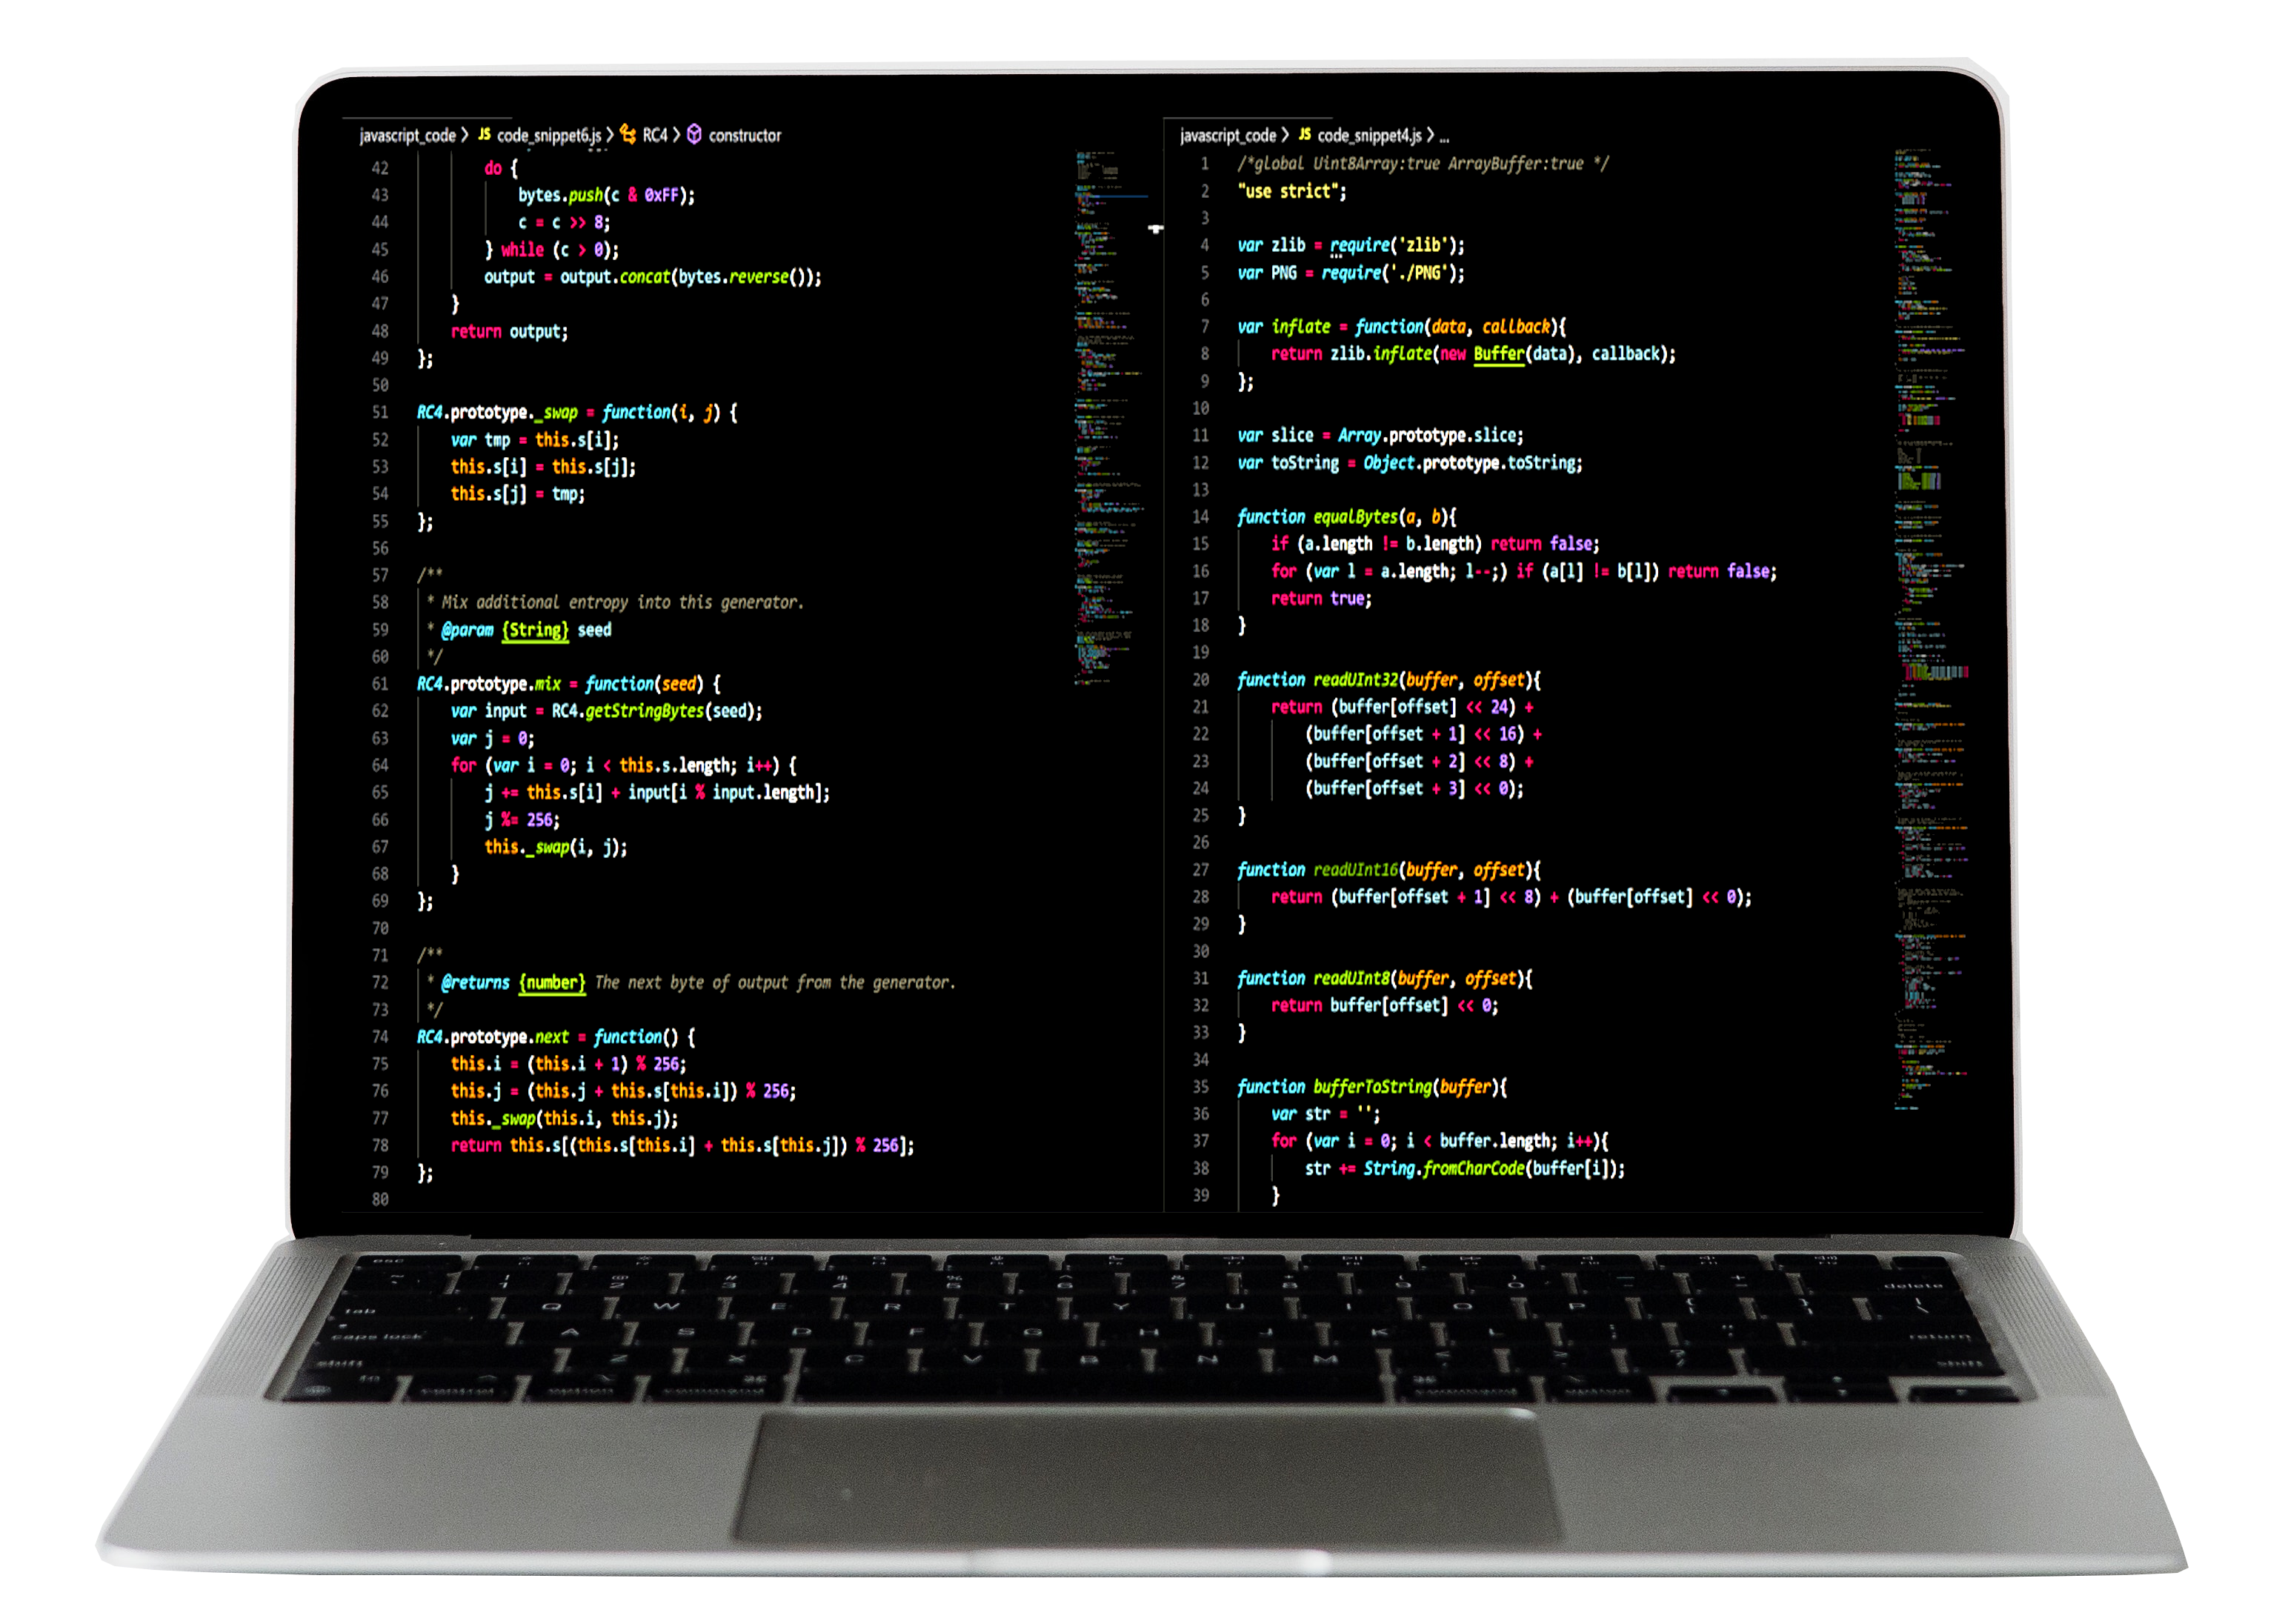 javascript_code > JS code_snippet6.js > RC4 > constructor
42 do {
43 bytes.push(c & 0xFF);
44 c = c >> 8;
45 } while (c > 0);
46 output = output.concat(bytes.reverse());
47 }
48 return output;
49 };
50
51 RC4.prototype._swap = function(i, j) {
52 var tmp = this.s[i];
53 this.s[i] = this.s[j];
54 this.s[j] = tmp;
55 };
56
57 /**
58 * Mix additional entropy into this generator.
59 * @param {String} seed
60 */
61 RC4.prototype.mix = function(seed) {
62 var input = RC4.getStringBytes(seed);
63 var j = 0;
64 for (var i = 0; i < this.s.length; i++) {
65 j += this.s[i] + input[i % input.length];
66 j %= 256;
67 this._swap(i, j);
68 }
69 };
70
71 /**
72 * @returns {number} The next byte of output from the generator.
73 */
74 RC4.prototype.next = function() {
75 this.i = (this.i + 1) % 256;
76 this.j = (this.j + this.s[this.i]) % 256;
77 this._swap(this.i, this.j);
78 return this.s[(this.s[this.i] + this.s[this.j]) % 256];
79 };
80
javascript_code > JS code_snippet4.js > ...
1 /*global Uint8Array:true ArrayBuffer:true */
2 "use strict";
3
4 var zlib = require('zlib');
5 var PNG = require('./PNG');
6
7 var inflate = function(data, callback){
8 return zlib.inflate(new Buffer(data), callback);
9 };
10
11 var slice = Array.prototype.slice;
12 var toString = Object.prototype.toString;
13
14 function equalBytes(a, b){
15 if (a.length != b.length) return false;
16 for (var l = a.length; l--;) if (a[l] != b[l]) return false;
17 return true;
18 }
19
20 function readUInt32(buffer, offset){
21 return (buffer[offset] << 24) +
22 (buffer[offset + 1] << 16) +
23 (buffer[offset + 2] << 8) +
24 (buffer[offset + 3] << 0);
25 }
26
27 function readUInt16(buffer, offset){
28 return (buffer[offset + 1] << 8) + (buffer[offset] << 0);
29 }
30
31 function readUInt8(buffer, offset){
32 return buffer[offset] << 0;
33 }
34
35 function bufferToString(buffer){
36 var str = '';
37 for (var i = 0; i < buffer.length; i++){
38 str += String.fromCharCode(buffer[i]);
39 }
esc
delete
tab Q W E R T Y U I O P
caps lock A S D F G H J K L return
shift Z X C V B N M shift
fn control option command command option